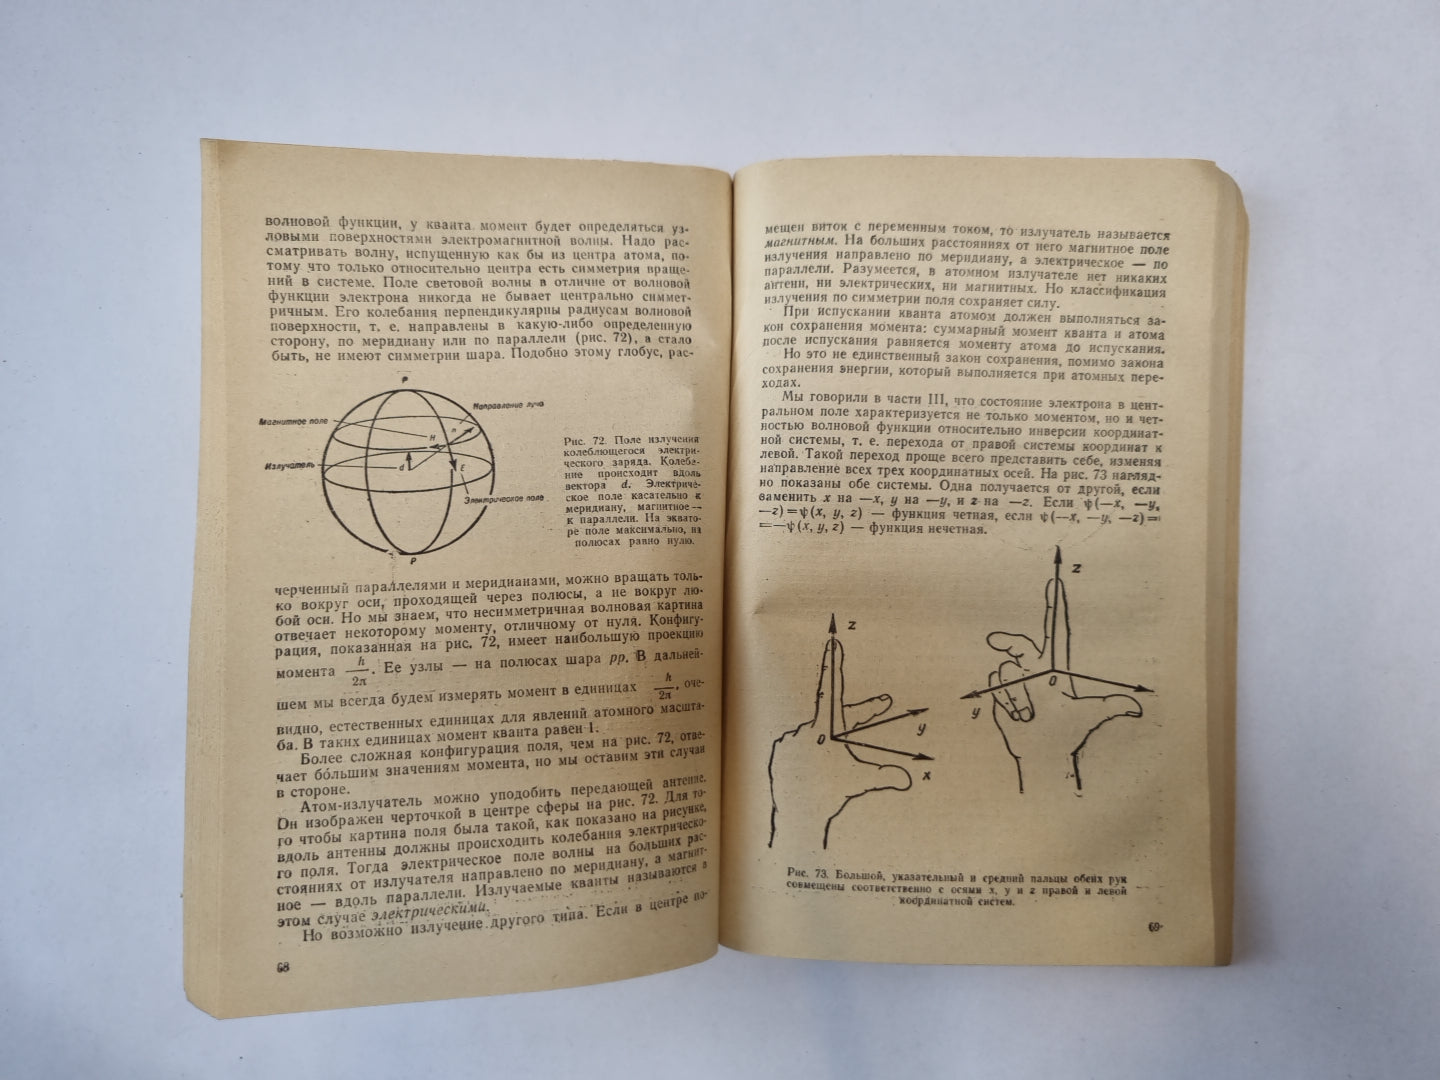 волновой функции, у кванта момент будет определяться уз-
ловыми поверхностями электромагнитной волны. Надо рас-
сматривать волну, испущенную как бы из центра атома, по-
тому что только относительно центра есть симметрия враще-
ний в системе. Поле световой волны в отличие от волновой
функции электрона никогда не бывает центрально симмет-
ричным. Его колебания перпендикулярны радиусам волновой
поверхности, т. е. направлены в какую-либо определенную
сторону, по меридиану или по параллели (рис. 72), а стало
быть, не имеют симметрии шара. Подобно этому глобус, рас-
P
Направление луча
Магнитное поле
n
H
Излучатель
d
E
Электрическое поле
P
Рис. 72. Поле излучения
колеблющегося электри-
ческого заряда. Колеба-
ние происходит вдоль
вектора d. Электриче-
ское поле касательно к
меридиану, магнитное —
к параллели. На эквато-
ре поле максимально, на
полюсах равно нулю.
черченный параллелями и меридианами, можно вращать толь-
ко вокруг оси, проходящей через полюсы, а не вокруг лю-
бой оси. Но мы знаем, что несимметричная волновая картина
отвечает некоторому моменту, отличному от нуля. Конфигу-
рация, показанная на рис. 72, имеет наибольшую проекцию
момента h/2π. Ее узлы — на полюсах шара pp. В дальней-
шем мы всегда будем измерять момент в единицах h/2π, оче-
видно, естественных единицах для явлений атомного масшта-
ба. В таких единицах момент кванта равен 1.
Более сложная конфигурация поля, чем на рис. 72, отве-
чает бо́льшим значениям момента, но мы оставим эти случаи
в стороне.
Атом-излучатель можно уподобить передающей антенне.
Он изображен черточкой в центре сферы на рис. 72. Для то-
го чтобы картина поля была такой, как показано на рисунке,
вдоль антенны должны происходить колебания электрическо-
го поля. Тогда электрическое поле волны на больших рас-
стояниях от излучателя направлено по меридиану, а магнит-
ное — вдоль параллели. Излучаемые кванты называются в
этом случае электрическими.
Но возможно излучение другого типа. Если в центре по-
68
мещен виток с переменным током, то излучатель называется
магнитным. На больших расстояниях от него магнитное поле
излучения направлено по меридиану, а электрическое — по
параллели. Разумеется, в атомном излучателе нет никаких
антенн, ни электрических, ни магнитных. Но классификация
излучения по симметрии поля сохраняет силу.
При испускании кванта атомом должен выполняться за-
кон сохранения момента: суммарный момент кванта и атома
после испускания равняется моменту атома до испускания.
Но это не единственный закон сохранения, помимо закона
сохранения энергии, который выполняется при атомных пере-
ходах.
Мы говорили в части III, что состояние электрона в цент-
ральном поле характеризуется не только моментом, но и чет-
ностью волновой функции относительно инверсии координат-
ной системы, т. е. перехода от правой системы координат к
левой. Такой переход проще всего представить себе, изменяя
направление всех трех координатных осей. На рис. 73 нагляд-
но показаны обе системы. Одна получается от другой, если
заменить x на —x, y на —y, и z на —z. Если ψ(—x, —y,
—z)=ψ(x, y, z) — функция четная, если ψ(—x, —y, —z)=
=—ψ(x, y, z) — функция нечетная.
z
z
0
y
y
0
x
Рис. 73. Большой, указательный и средний пальцы обеих рук
совмещены соответственно с осями x, y и z правой и левой
координатной систем.
69